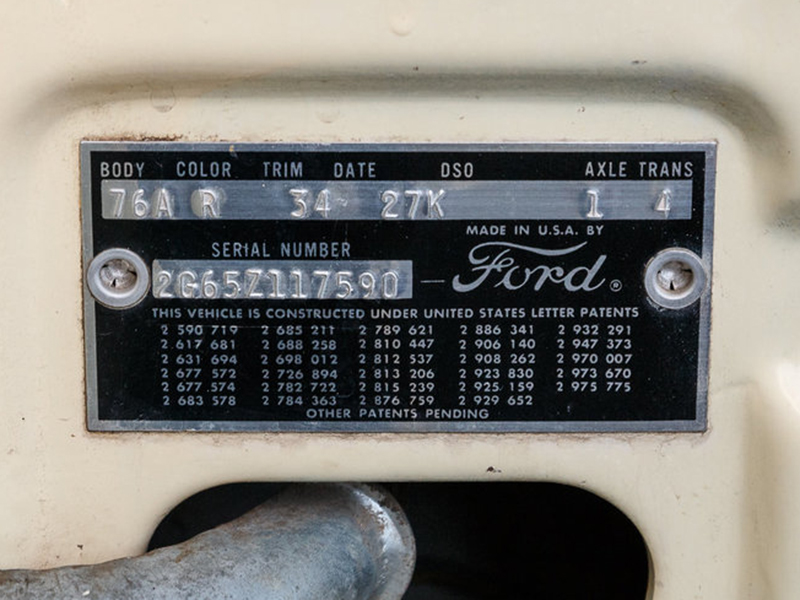 BODY COLOR TRIM DATE DSO AXLE TRANS
76A R 34 27K 1 4
MADE IN U.S.A. BY
SERIAL NUMBER
Ford ®
2G65Z117590
THIS VEHICLE IS CONSTRUCTED UNDER UNITED STATES LETTER PATENTS
2 590 719 2 685 211 2 789 621 2 886 341 2 932 291
2 617 681 2 688 258 2 810 447 2 906 140 2 947 373
2 631 694 2 698 012 2 812 537 2 908 262 2 970 007
2 677 572 2 726 894 2 813 206 2 923 830 2 973 670
2 677 574 2 782 722 2 815 239 2 925 159 2 975 775
2 683 578 2 784 363 2 876 759 2 929 652
OTHER PATENTS PENDING